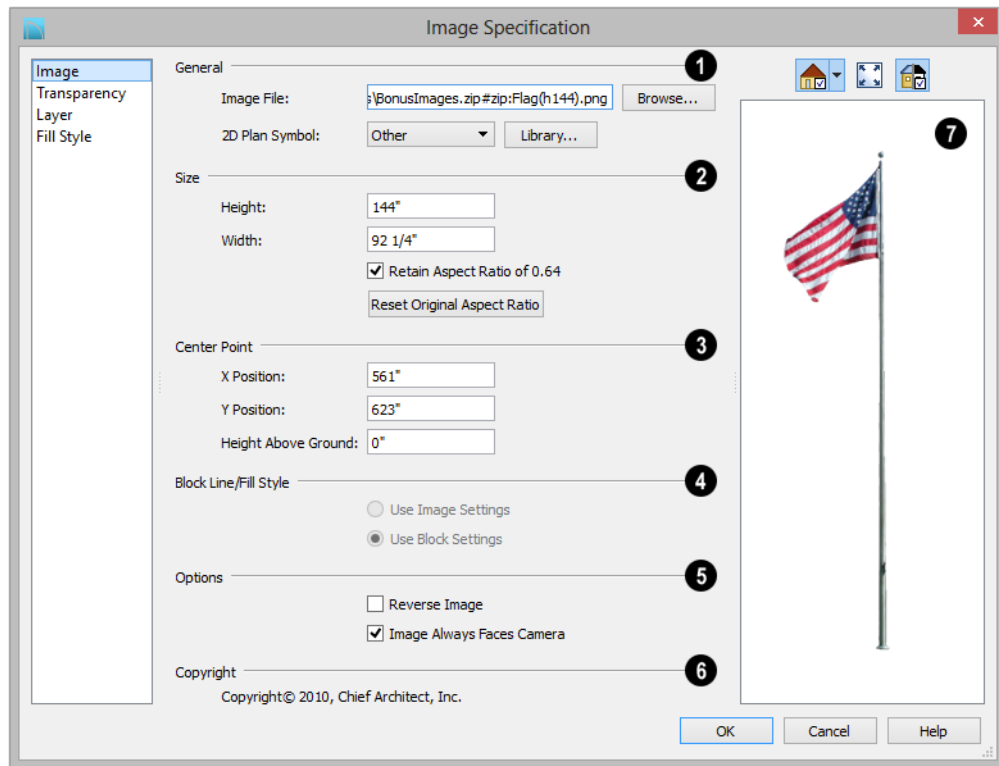 Image Specification
Image
Transparency
Layer
Fill Style
General
1
Image File: s\BonusImages.zip#zip:Flag(h144).png Browse...
2D Plan Symbol: Other Library...
Size
2
Height: 144"
Width: 92 1/4"
Retain Aspect Ratio of 0.64
Reset Original Aspect Ratio
Center Point
3
X Position: 561"
Y Position: 623"
Height Above Ground: 0"
Block Line/Fill Style
4
Use Image Settings
Use Block Settings
Options
5
Reverse Image
Image Always Faces Camera
Copyright
6
Copyright© 2010, Chief Architect, Inc.
7
OK Cancel Help